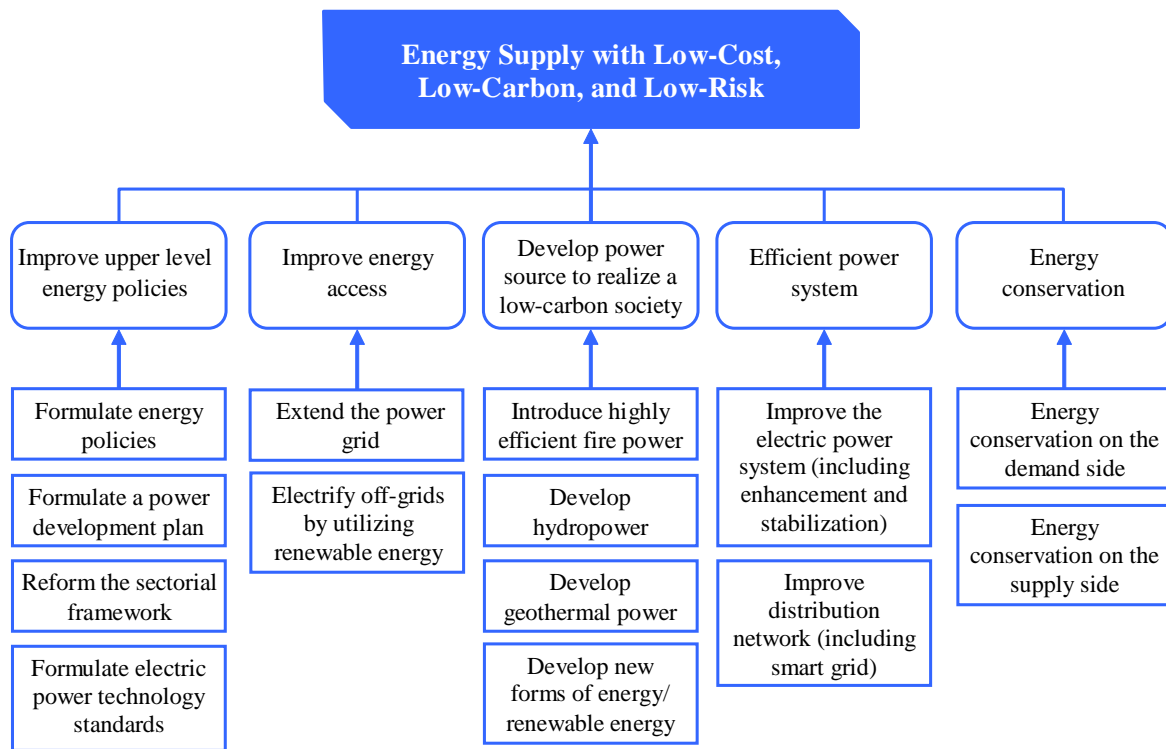 Energy Supply with Low-Cost,
Low-Carbon, and Low-Risk
Improve upper level
energy policies
Improve energy
access
Develop power
source to realize a
low-carbon society
Efficient power
system
Energy
conservation
Formulate energy
policies
Formulate a power
development plan
Reform the sectorial
framework
Formulate electric
power technology
standards
Extend the power
grid
Electrify off-grids
by utilizing
renewable energy
Introduce highly
efficient fire power
Develop
hydropower
Develop
geothermal power
Develop new
forms of energy/
renewable energy
Improve the
electric power
system (including
enhancement and
stabilization)
Improve
distribution
network (including
smart grid)
Energy
conservation on the
demand side
Energy
conservation on the
supply side